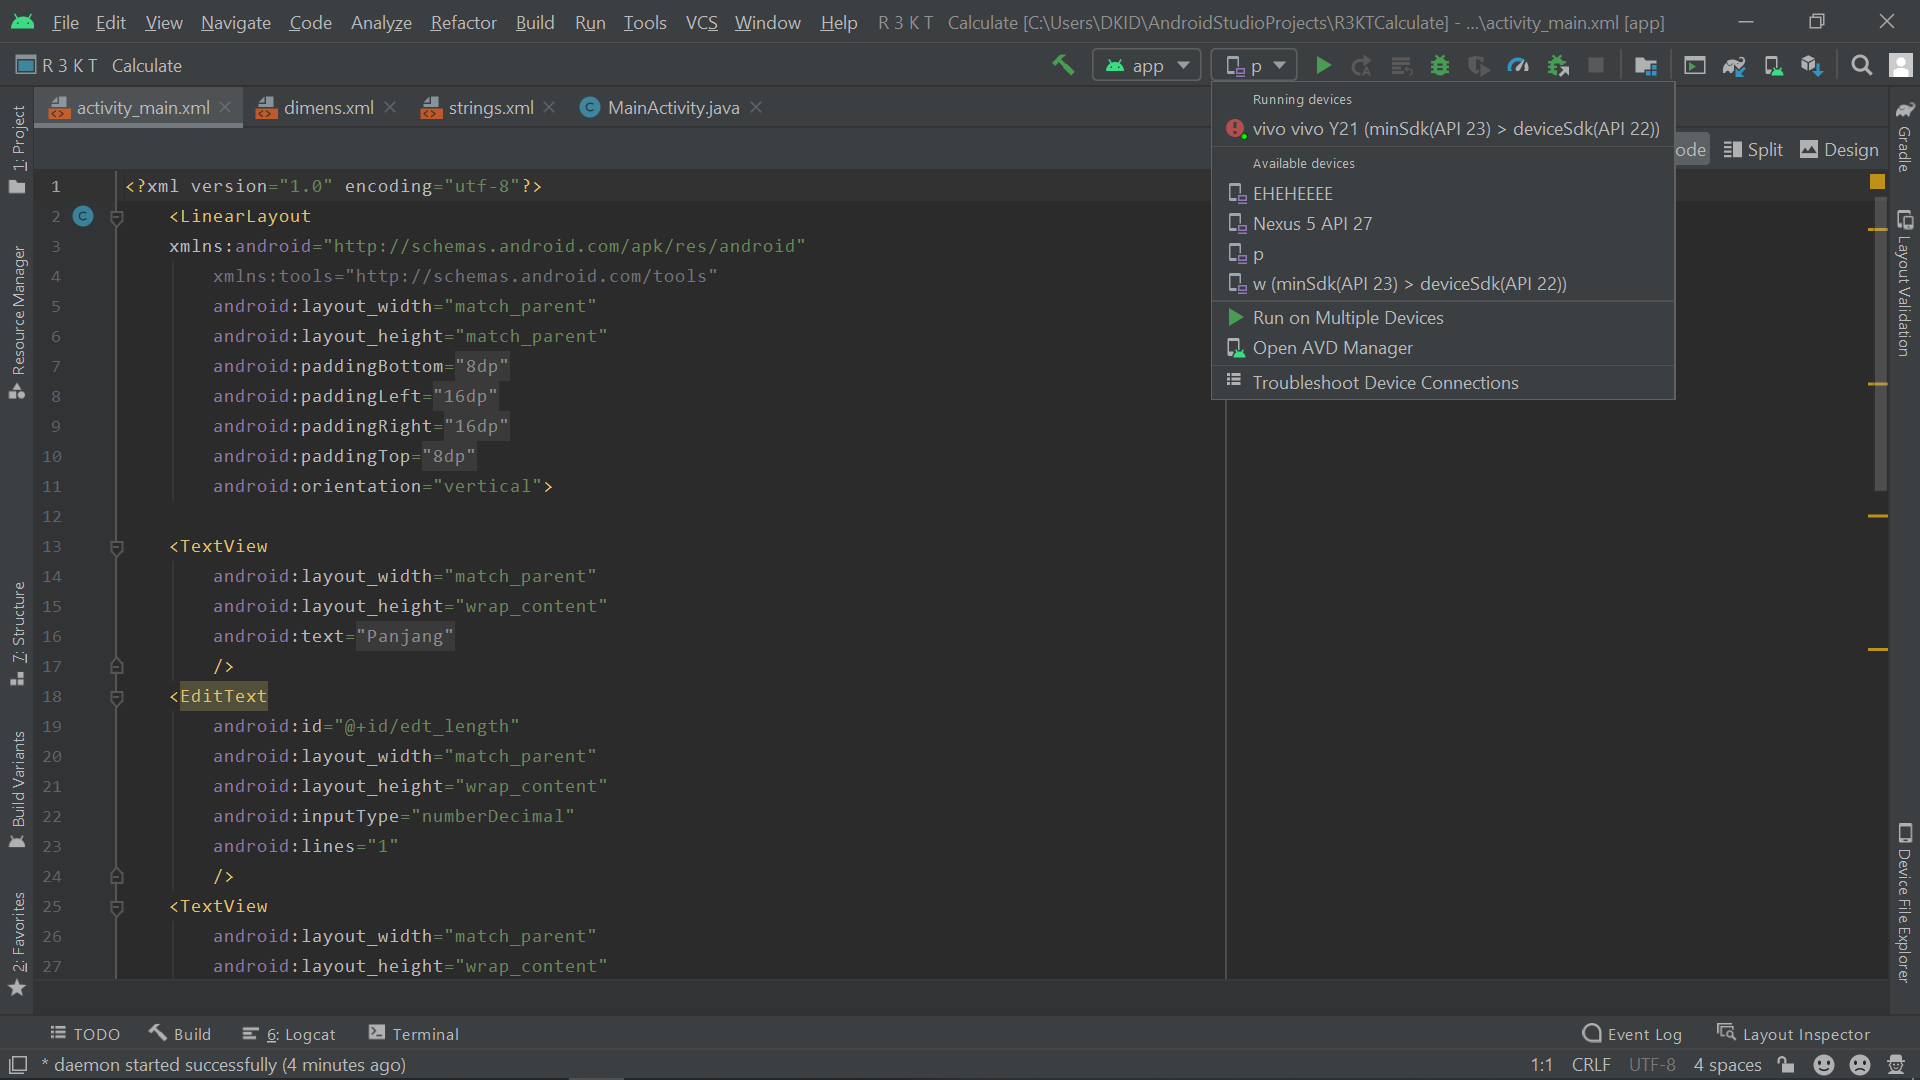 File Edit View Navigate Code Analyze Refactor Build Run Tools VCS Window Help R 3 K T Calculate [C:\Users\DKID\AndroidStudioProjects\R3KTCalculate] - ...\activity_main.xml [app]
R 3 K T Calculate
app
p
activity_main.xml
dimens.xml
strings.xml
MainActivity.java
Running devices
vivo vivo Y21 (minSdk(API 23) > deviceSdk(API 22))
Available devices
EHEHEEEE
Nexus 5 API 27
p
w (minSdk(API 23) > deviceSdk(API 22))
Run on Multiple Devices
Open AVD Manager
Troubleshoot Device Connections
ode Split Design
1: Project
Resource Manager
7: Structure
Build Variants
2: Favorites
1 <?xml version="1.0" encoding="utf-8"?>
2 <LinearLayout
3 xmlns:android="http://schemas.android.com/apk/res/android"
4 xmlns:tools="http://schemas.android.com/tools"
5 android:layout_width="match_parent"
6 android:layout_height="match_parent"
7 android:paddingBottom="8dp"
8 android:paddingLeft="16dp"
9 android:paddingRight="16dp"
10 android:paddingTop="8dp"
11 android:orientation="vertical">
12
13 <TextView
14 android:layout_width="match_parent"
15 android:layout_height="wrap_content"
16 android:text="Panjang"
17 />
18 <EditText
19 android:id="@+id/edt_length"
20 android:layout_width="match_parent"
21 android:layout_height="wrap_content"
22 android:inputType="numberDecimal"
23 android:lines="1"
24 />
25 <TextView
26 android:layout_width="match_parent"
27 android:layout_height="wrap_content"
Gradle
Layout Validation
Device File Explorer
TODO Build 6: Logcat Terminal Event Log Layout Inspector
* daemon started successfully (4 minutes ago) 1:1 CRLF UTF-8 4 spaces